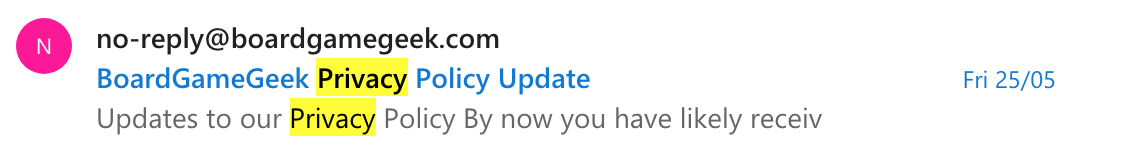 N
no-reply@boardgamegeek.com
BoardGameGeek Privacy Policy Update
Fri 25/05
Updates to our Privacy Policy By now you have likely receiv